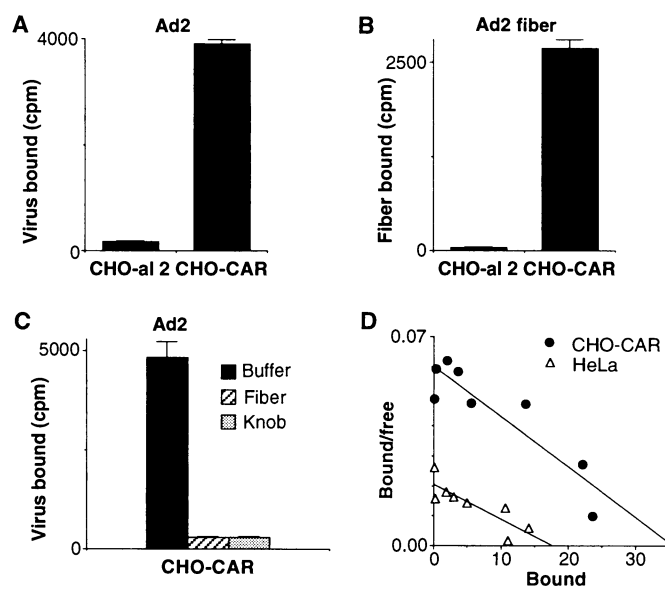 A
Ad2
4000
0
Virus bound (cpm)
CHO-al 2 CHO-CAR
B
Ad2 fiber
2500
0
Fiber bound (cpm)
CHO-al 2 CHO-CAR
C
Ad2
5000
0
Virus bound (cpm)
Buffer
Fiber
Knob
CHO-CAR
D
0.07
0.00
Bound/free
CHO-CAR
HeLa
0 10 20 30
Bound